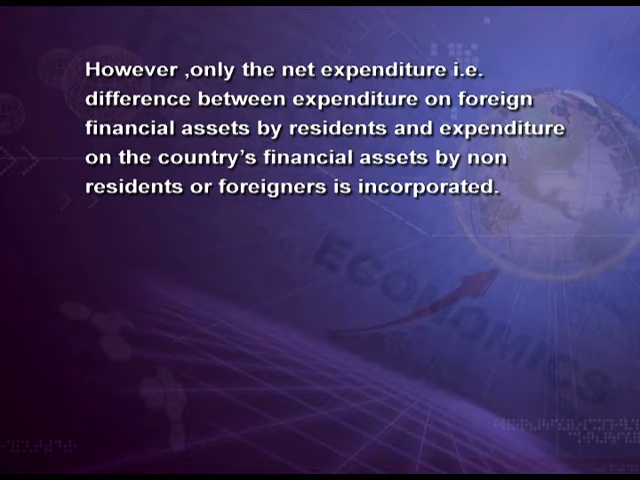 However ,only the net expenditure i.e.
difference between expenditure on foreign
financial assets by residents and expenditure
on the country's financial assets by non
residents or foreigners is incorporated.
ECONOMICS